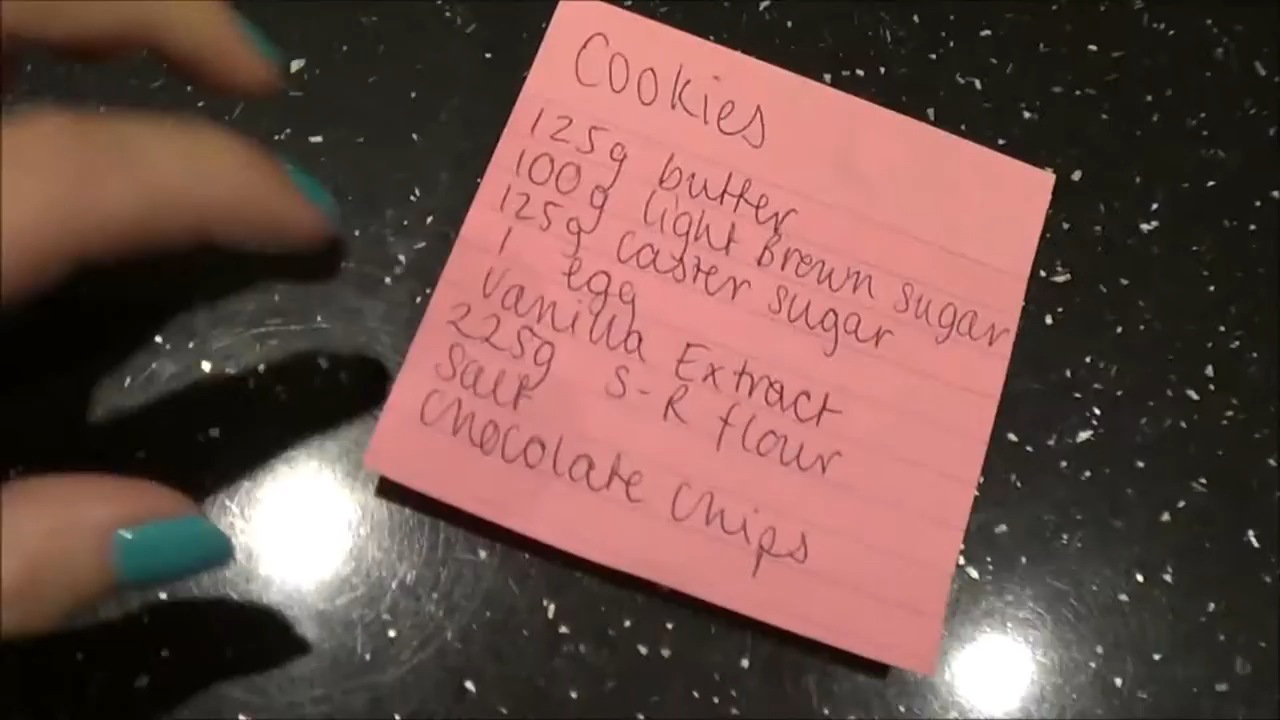 Cookies
125g butter
100g light Brown sugar
125g caster sugar
1 egg
Vanilla Extract
225g S-R flour
Salt
Chocolate Chips